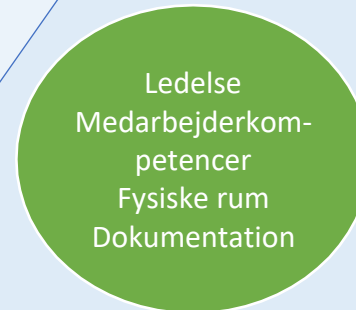 Ledelse
Medarbejderkom-
petencer
Fysiske rum
Dokumentation